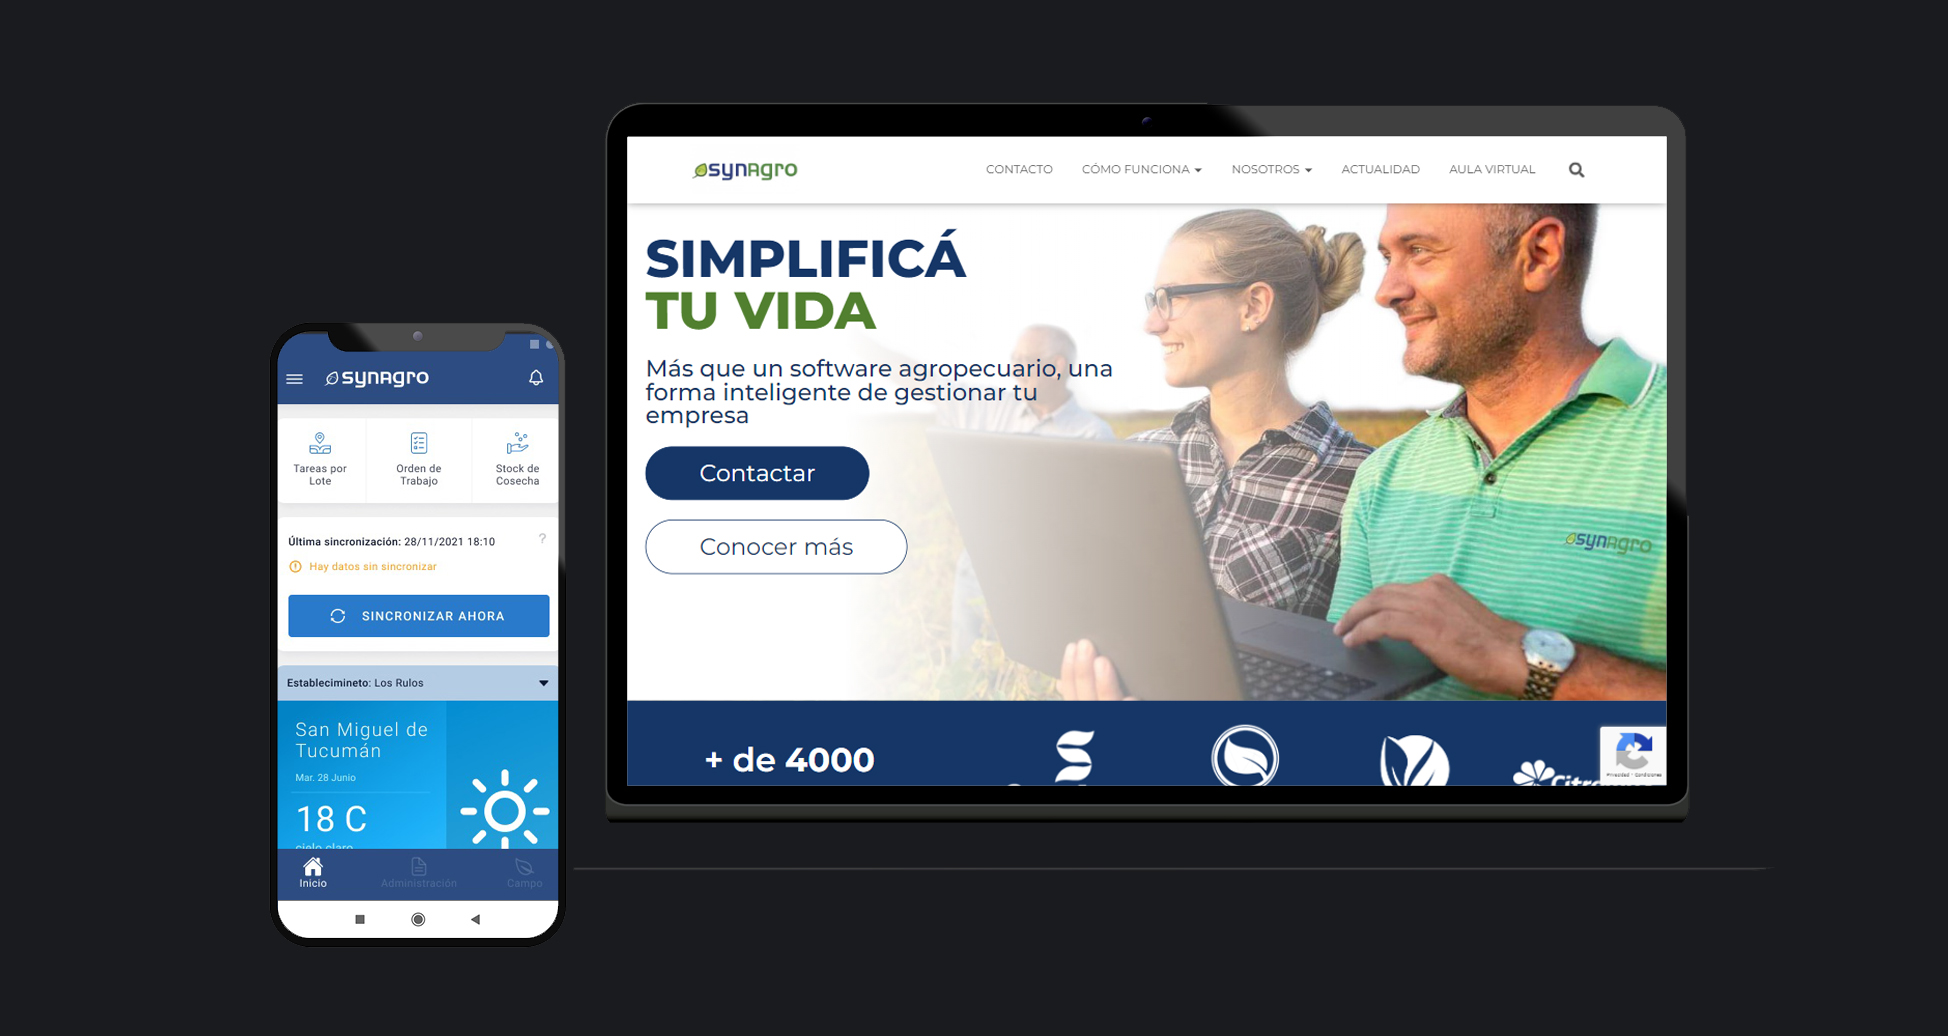 synagro
Tareas por
Lote
Orden de
Trabajo
Stock de
Cosecha
Última sincronización: 28/11/2021 18:10
?
Hay datos sin sincronizar
SINCRONIZAR AHORA
Establecimineto: Los Rulos
San Miguel de
Tucumán
Mar. 28 Junio
18 C
cielo claro
Inicio
Administración
Campo
synagro
CONTACTO
CÓMO FUNCIONA
NOSOTROS
ACTUALIDAD
AULA VIRTUAL
SIMPLIFICÁ
TU VIDA
Más que un software agropecuario, una
forma inteligente de gestionar tu
empresa
Contactar
Conocer más
synagro
+ de 4000
Privacidad - Condiciones